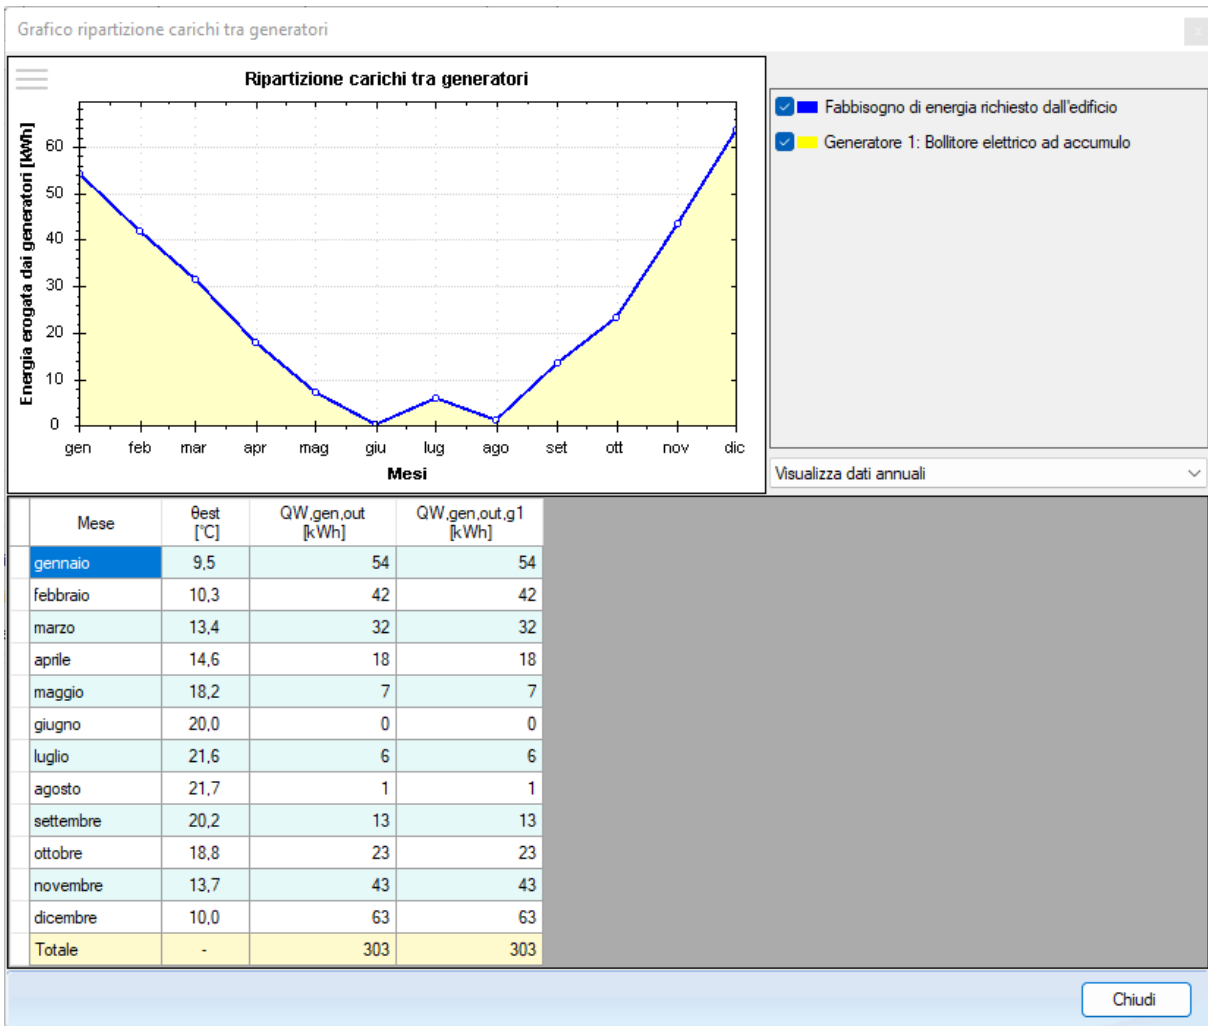 Grafico ripartizione carichi tra generatori
Ripartizione carichi tra generatori
Energia erogata dai generatori [kWh]
60
50
40
30
20
10
0
gen feb mar apr mag giu lug ago set ott nov dic
Mesi
Fabbisogno di energia richiesto dall'edificio
Generatore 1: Bollitore elettrico ad accumulo
Visualizza dati annuali
Mese θest [°C] QW,gen,out [kWh] QW,gen,out,g1 [kWh]
gennaio 9,5 54 54
febbraio 10,3 42 42
marzo 13,4 32 32
aprile 14,6 18 18
maggio 18,2 7 7
giugno 20,0 0 0
luglio 21,6 6 6
agosto 21,7 1 1
settembre 20,2 13 13
ottobre 18,8 23 23
novembre 13,7 43 43
dicembre 10,0 63 63
Totale - 303 303
Chiudi